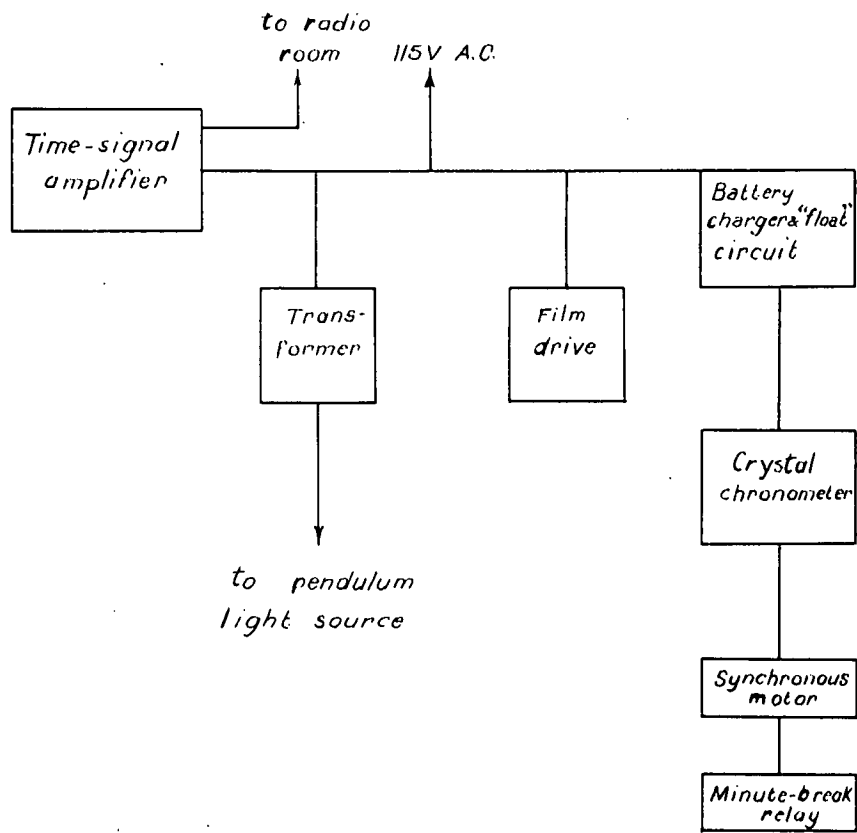 to radio
room
115V A.C.
Time-signal
amplifier
Battery
charger & "float"
circuit
Trans-
former
Film
drive
Crystal
chronometer
to pendulum
light source
Synchronous
motor
Minute-break
relay